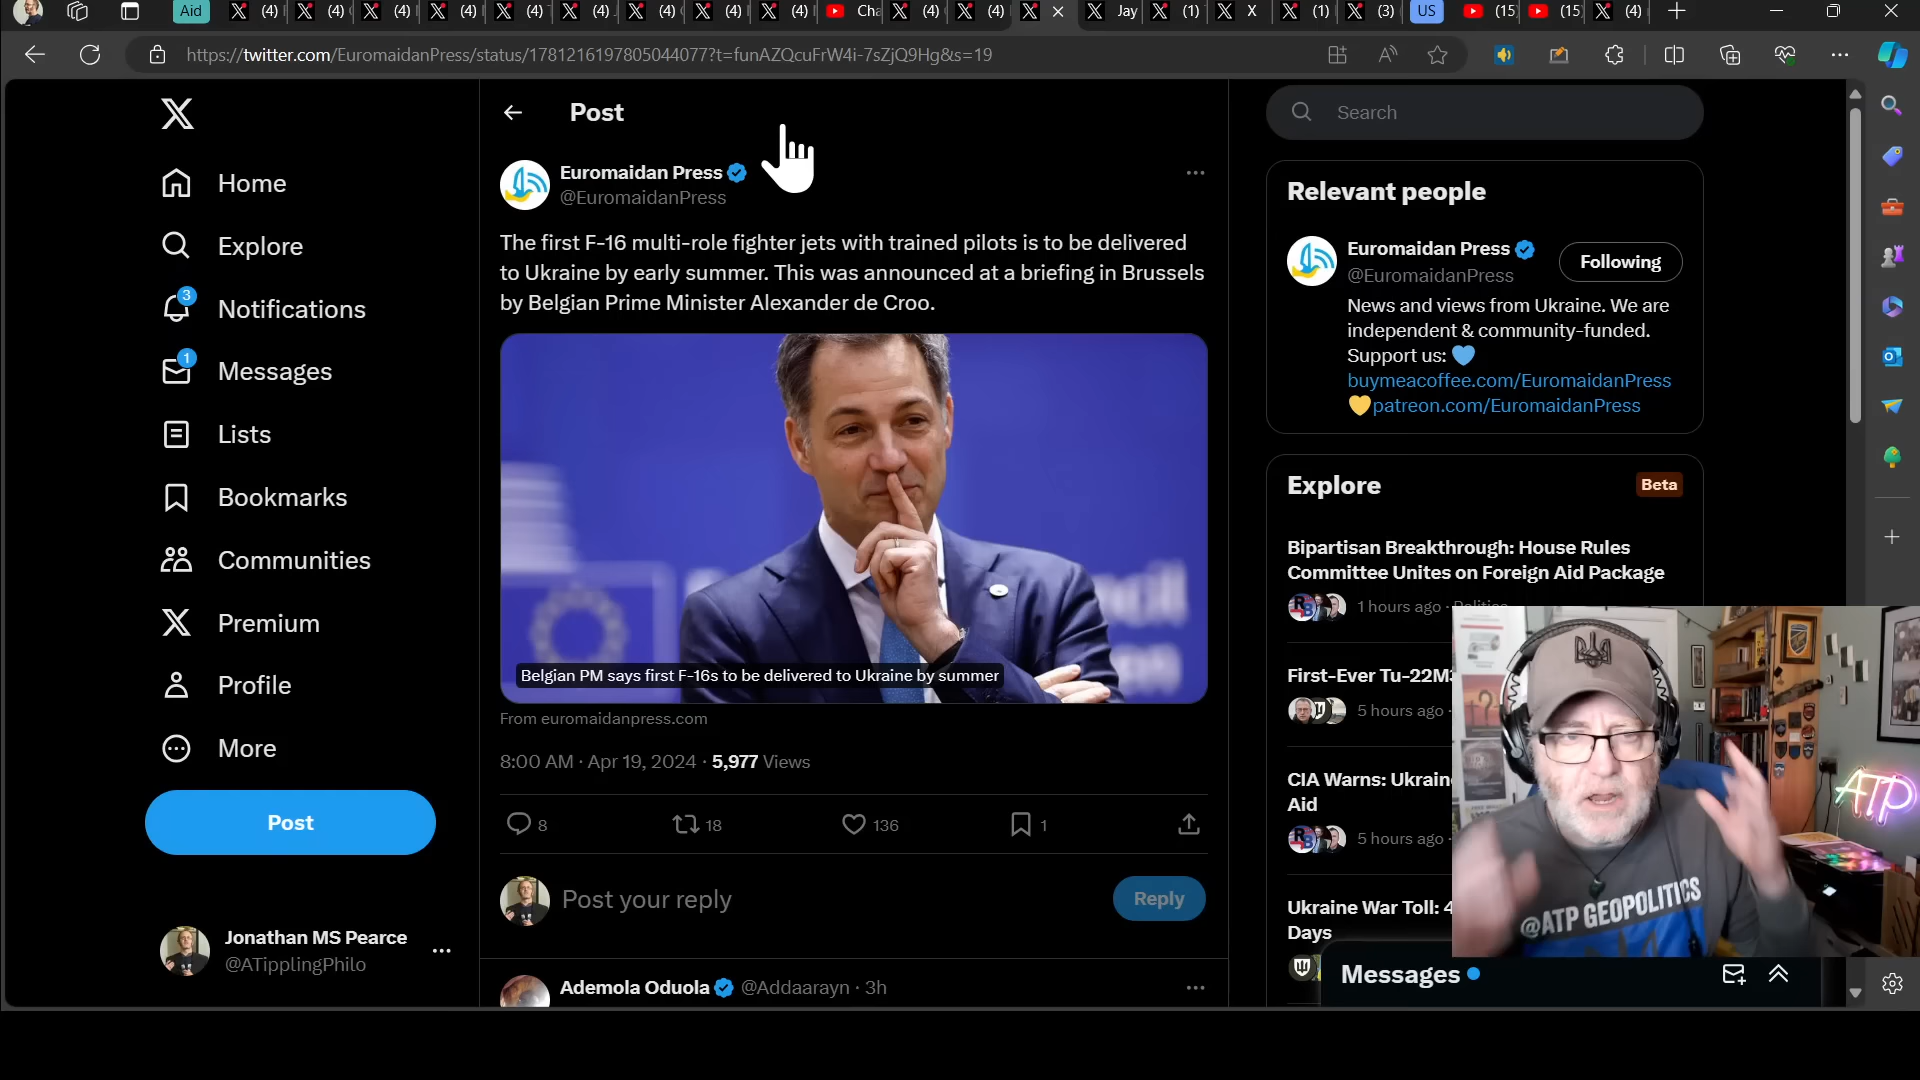 Aid
(4)
(4)
(4)
(4)
(4)
(4)
(4)
(4)
(4)
Cha
(4)
(4)
Jay
(1)
X
(1)
(3)
US
(15)
(15)
(4)
https://twitter.com/EuromaidanPress/status/1781216197805044077?t=funAZQcuFrW4i-7sZjQ9Hg&s=19
Home
Explore
3
Notifications
1
Messages
Lists
Bookmarks
Communities
Premium
Profile
More
Post
Jonathan MS Pearce
@ATipplingPhilo
Post
Euromaidan Press
@EuromaidanPress
The first F-16 multi-role fighter jets with trained pilots is to be delivered
to Ukraine by early summer. This was announced at a briefing in Brussels
by Belgian Prime Minister Alexander de Croo.
Belgian PM says first F-16s to be delivered to Ukraine by summer
From euromaidanpress.com
8:00 AM · Apr 19, 2024 · 5,977 Views
8
18
136
1
Post your reply
Reply
Ademola Oduola @Addaarayn · 3h
Search
Relevant people
Euromaidan Press
@EuromaidanPress
Following
News and views from Ukraine. We are
independent & community-funded.
Support us:
buymeacoffee.com/EuromaidanPress
patreon.com/EuromaidanPress
Explore
Beta
Bipartisan Breakthrough: House Rules
Committee Unites on Foreign Aid Package
1 hours ago · Politics
First-Ever Tu-22M3
5 hours ago ·
CIA Warns: Ukraine
Aid
5 hours ago ·
Ukraine War Toll: 4
Days
Messages
ATP
@ATP GEOPOLITICS